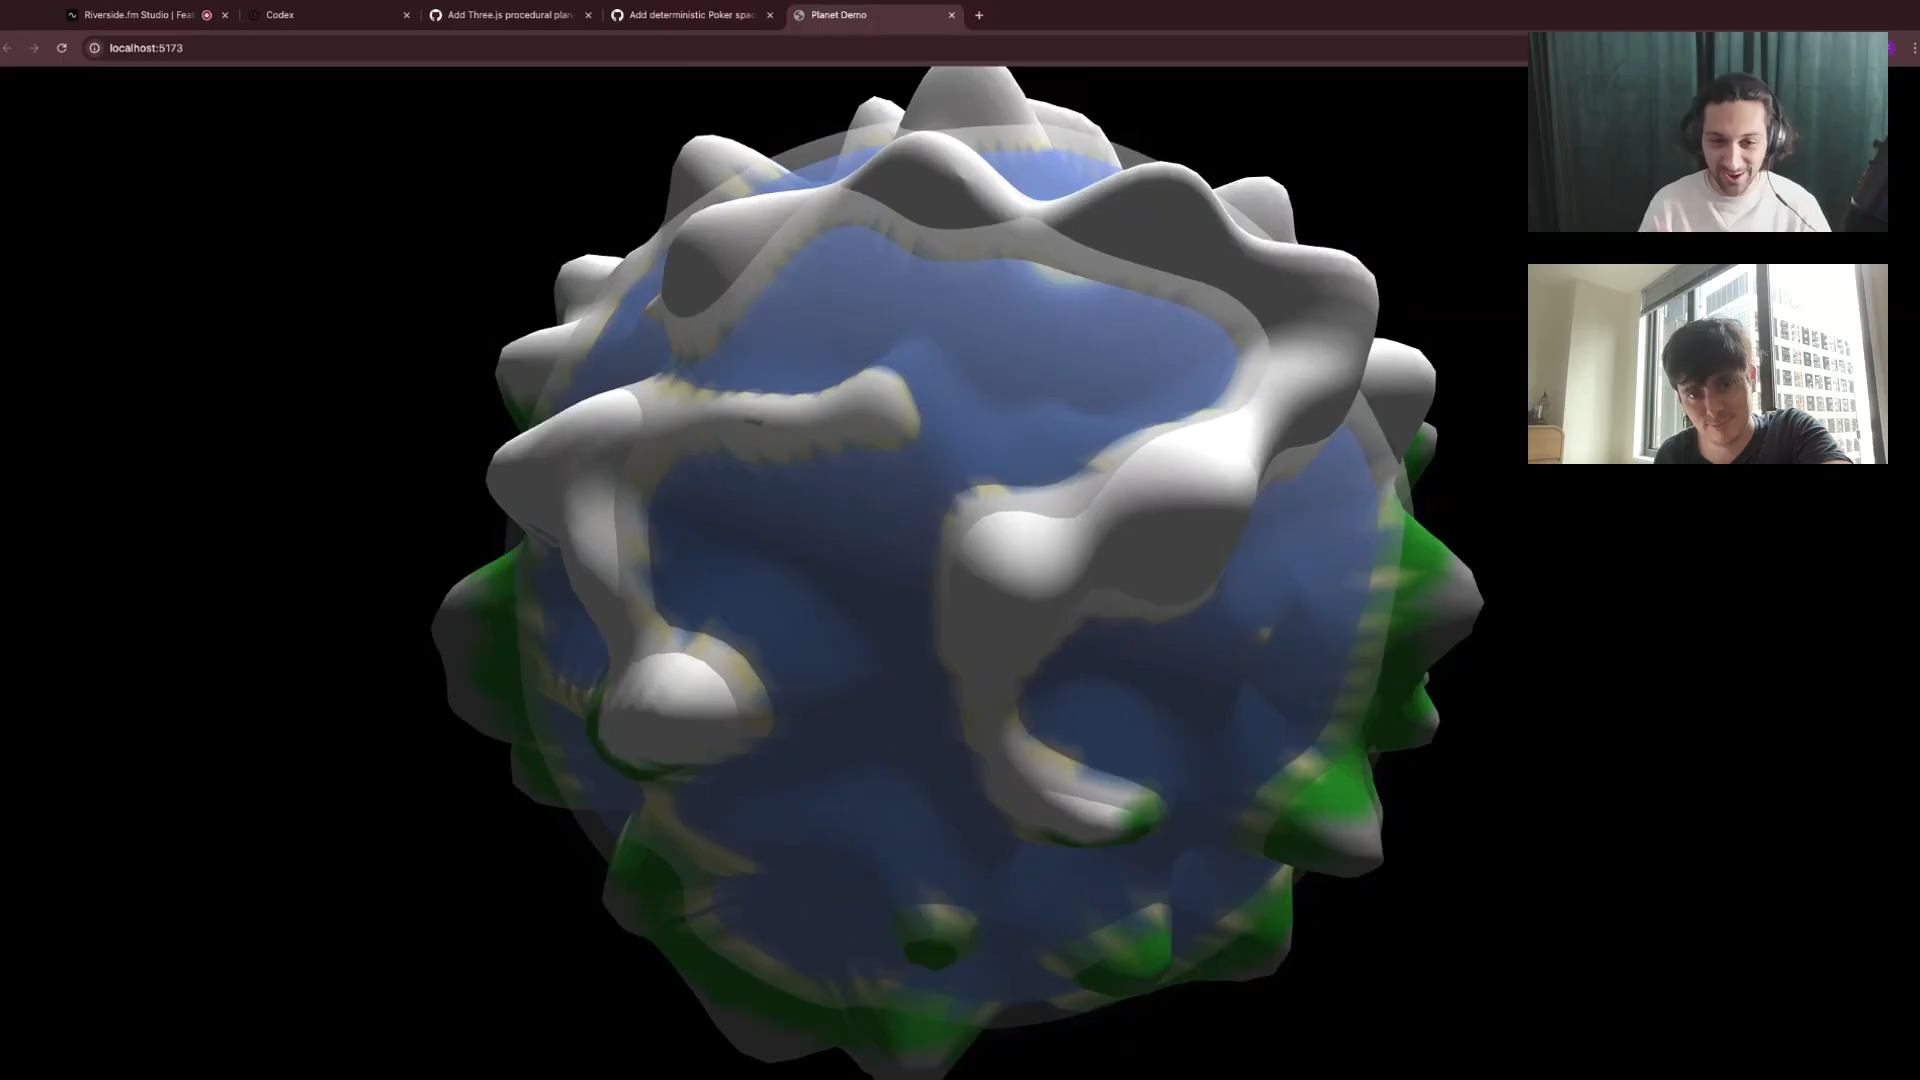 Riverside.fm Studio | Feat
Codex
Add Three.js procedural plan
Add deterministic Poker spac
Planet Demo
localhost:5173